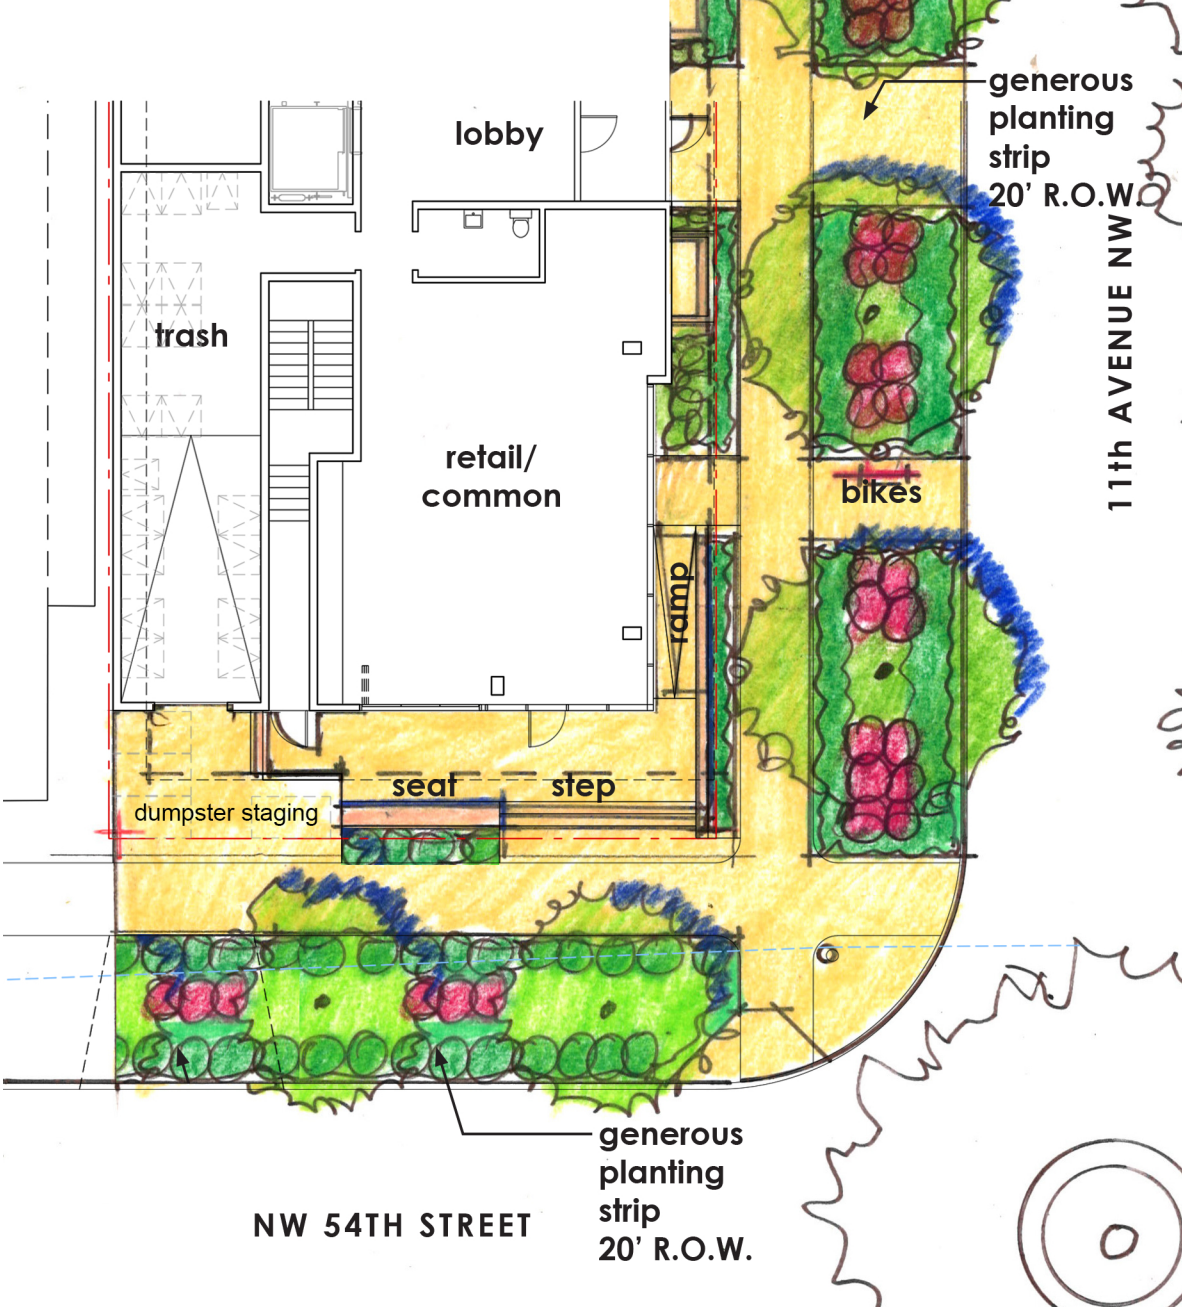 generous
planting
strip
20’ R.O.W.
lobby
11th AVENUE NW
trash
retail/
common
bikes
ramp
seat
step
dumpster staging
generous
planting
strip
20’ R.O.W.
NW 54TH STREET